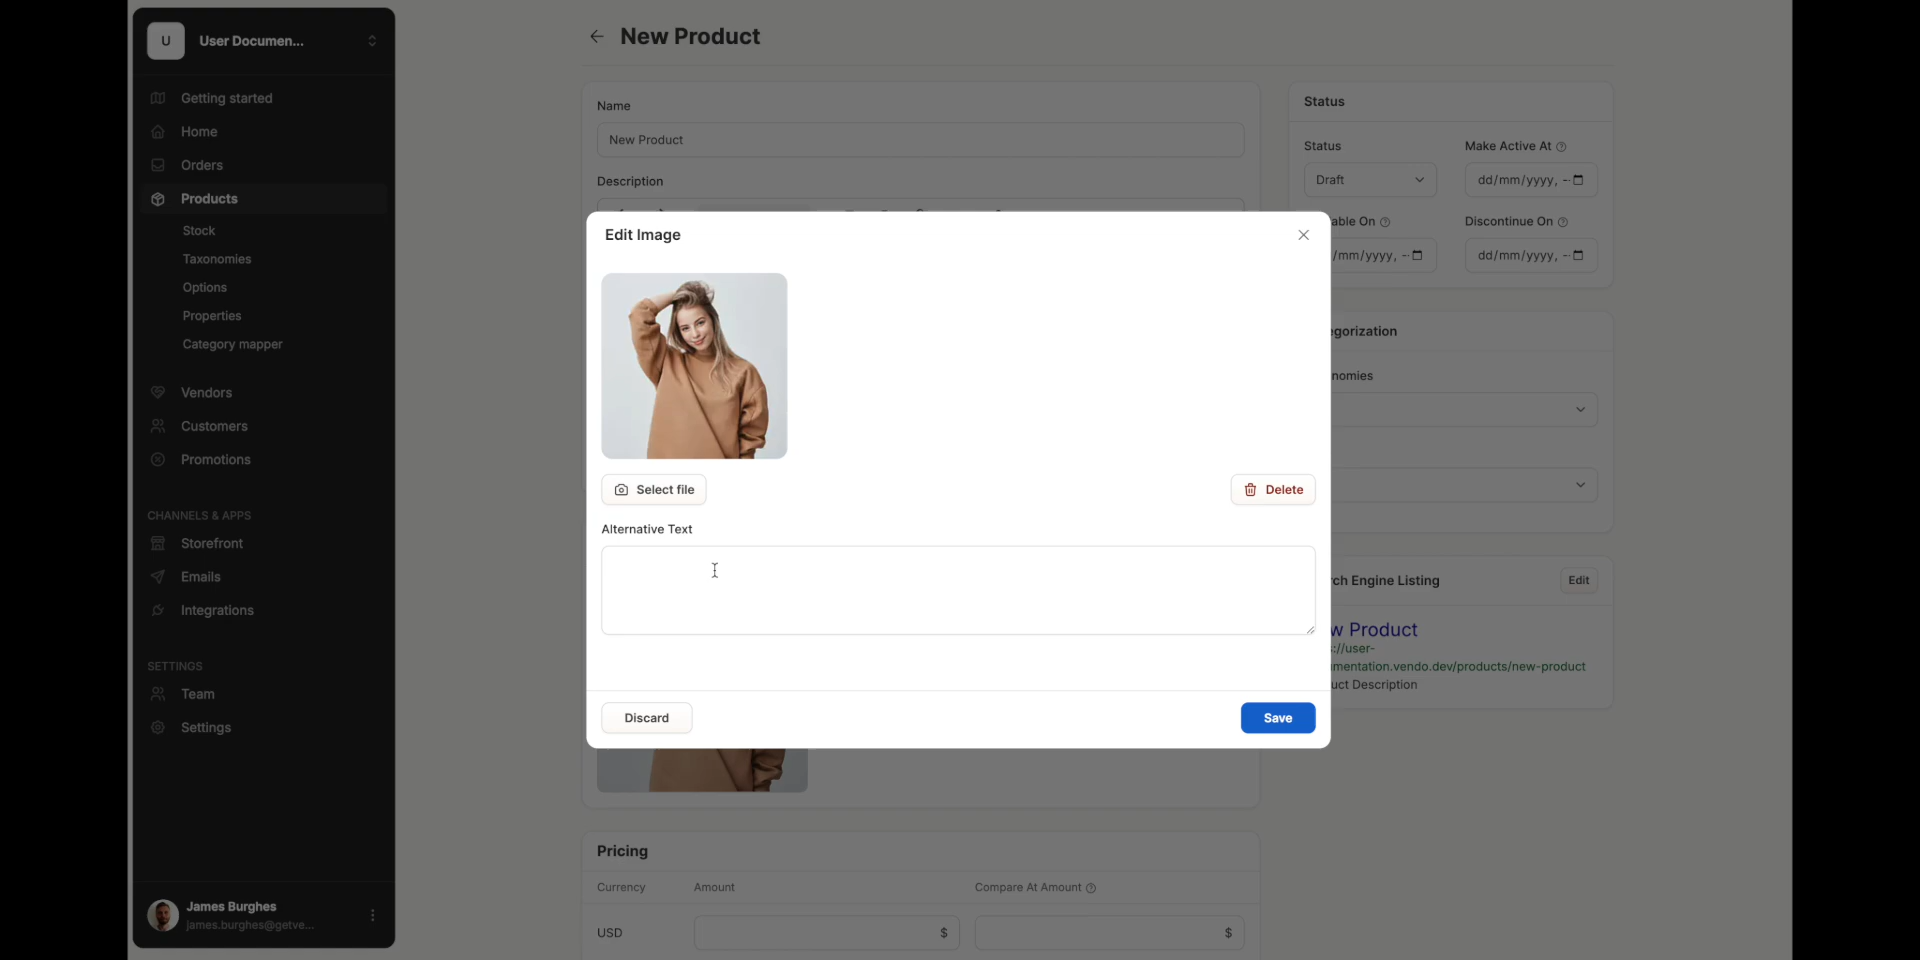 U
User Documen...
Getting started
Home
Orders
Products
Stock
Taxonomies
Options
Properties
Category mapper
Vendors
Customers
Promotions
CHANNELS & APPS
Storefront
Emails
Integrations
SETTINGS
Team
Settings
James Burghes
james.burghes@getve...
New Product
Name
New Product
Description
Status
Status
Make Active At
Draft
dd/mm/yyyy, -
able On
Discontinue On
/mm/yyyy, --
dd/mm/yyyy, -
egorization
nomies
rch Engine Listing
Edit
w Product
s://user-
mentation.vendo.dev/products/new-product
uct Description
Edit Image
Select file
Delete
Alternative Text
Discard
Save
Pricing
Currency
Amount
Compare At Amount
USD
$
$